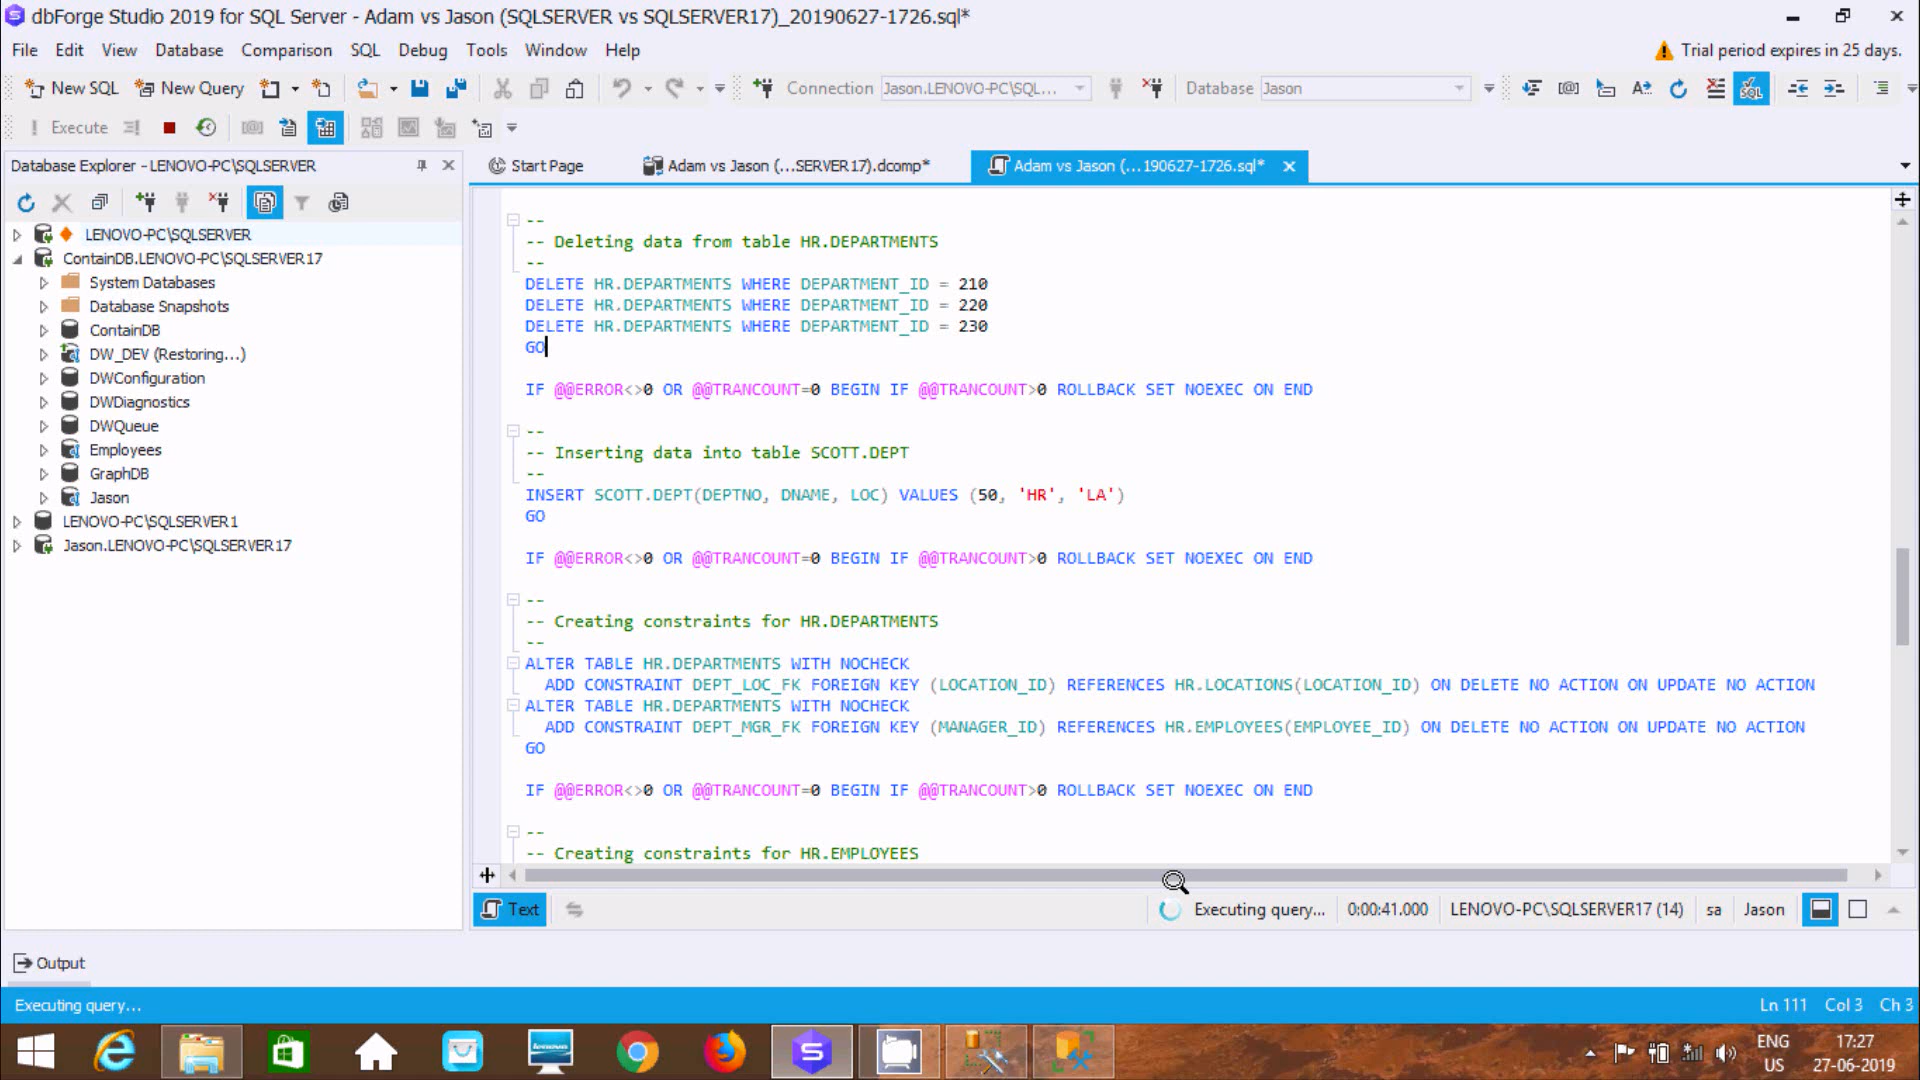 dbForge Studio 2019 for SQL Server - Adam vs Jason (SQLSERVER vs SQLSERVER17)_20190627-1726.sql*
File Edit View Database Comparison SQL Debug Tools Window Help
Trial period expires in 25 days.
New SQL New Query Connection Jason.LENOVO-PC\SQL... Database Jason
Execute
Database Explorer - LENOVO-PC\SQLSERVER
Start Page Adam vs Jason (...SERVER17).dcomp* Adam vs Jason (...190627-1726.sql*
LENOVO-PC\SQLSERVER
ContainDB.LENOVO-PC\SQLSERVER17
System Databases
Database Snapshots
ContainDB
DW_DEV (Restoring...)
DWConfiguration
DWDiagnostics
DWQueue
Employees
GraphDB
Jason
LENOVO-PC\SQLSERVER1
Jason.LENOVO-PC\SQLSERVER17
--
-- Deleting data from table HR.DEPARTMENTS
--
DELETE HR.DEPARTMENTS WHERE DEPARTMENT_ID = 210
DELETE HR.DEPARTMENTS WHERE DEPARTMENT_ID = 220
DELETE HR.DEPARTMENTS WHERE DEPARTMENT_ID = 230
GO
IF @@ERROR<>0 OR @@TRANCOUNT=0 BEGIN IF @@TRANCOUNT>0 ROLLBACK SET NOEXEC ON END
--
-- Inserting data into table SCOTT.DEPT
--
INSERT SCOTT.DEPT(DEPTNO, DNAME, LOC) VALUES (50, 'HR', 'LA')
GO
IF @@ERROR<>0 OR @@TRANCOUNT=0 BEGIN IF @@TRANCOUNT>0 ROLLBACK SET NOEXEC ON END
--
-- Creating constraints for HR.DEPARTMENTS
--
ALTER TABLE HR.DEPARTMENTS WITH NOCHECK
ADD CONSTRAINT DEPT_LOC_FK FOREIGN KEY (LOCATION_ID) REFERENCES HR.LOCATIONS(LOCATION_ID) ON DELETE NO ACTION ON UPDATE NO ACTION
ALTER TABLE HR.DEPARTMENTS WITH NOCHECK
ADD CONSTRAINT DEPT_MGR_FK FOREIGN KEY (MANAGER_ID) REFERENCES HR.EMPLOYEES(EMPLOYEE_ID) ON DELETE NO ACTION ON UPDATE NO ACTION
GO
IF @@ERROR<>0 OR @@TRANCOUNT=0 BEGIN IF @@TRANCOUNT>0 ROLLBACK SET NOEXEC ON END
--
-- Creating constraints for HR.EMPLOYEES
Text Executing query... 0:00:41.000 LENOVO-PC\SQLSERVER17 (14) sa Jason
Output
Executing query... Ln 111 Col 3 Ch 3
ENG 17:27
US 27-06-2019